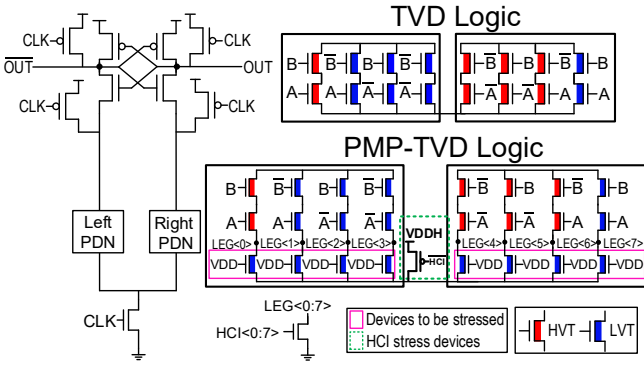 TVD Logic
CLK
CLK
B B̅ B B̅
B̅ B B̅ B
O̅U̅T̅
OUT
A A A̅ A̅
A̅ A̅ A A
CLK
CLK
PMP-TVD Logic
B B̅ B B̅
B̅ B B̅ B
A A A̅ A̅
VDDH
A̅ A̅ A A
Left PDN
Right PDN
LEG<0> LEG<1> LEG<2> LEG<3>
LEG<4> LEG<5> LEG<6> LEG<7>
VDD VDD VDD VDD
H̅C̅I̅
VDD VDD VDD VDD
CLK
LEG<0:7>
HCI<0:7>
Devices to be stressed
HCI stress devices
HVT
LVT